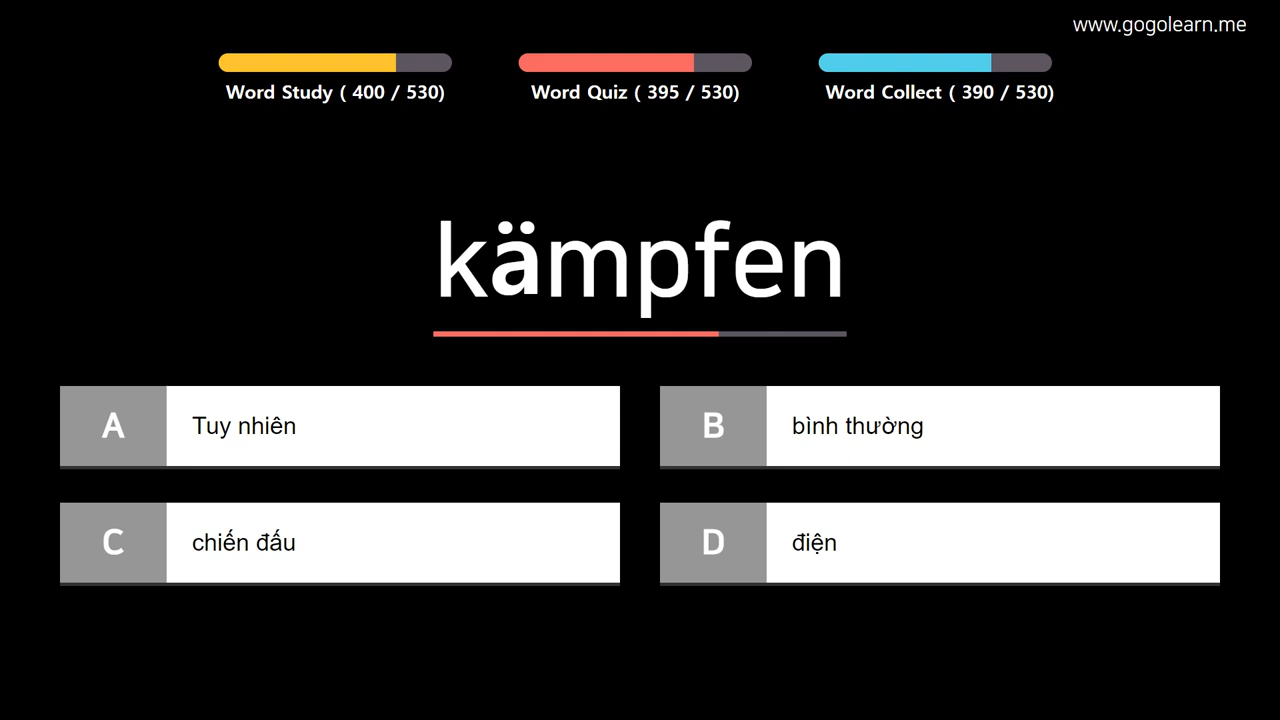 www.gogolearn.me
Word Study ( 400 / 530)
Word Quiz ( 395 / 530)
Word Collect ( 390 / 530)
kämpfen
A Tuy nhiên
B bình thường
C chiến đấu
D điện